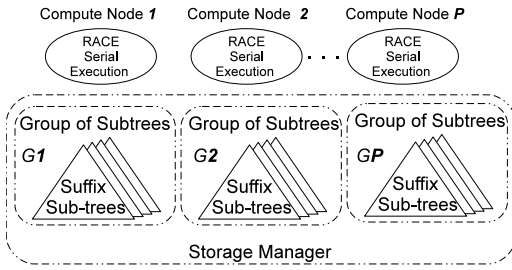 Compute Node 1
Compute Node 2
Compute Node P
RACE
Serial
Execution
RACE
Serial
Execution
. . .
RACE
Serial
Execution
Group of Subtrees
G1
Suffix
Sub-trees
Group of Subtrees
G2
Suffix
Sub-trees
Group of Subtrees
GP
Suffix
Sub-trees
Storage Manager